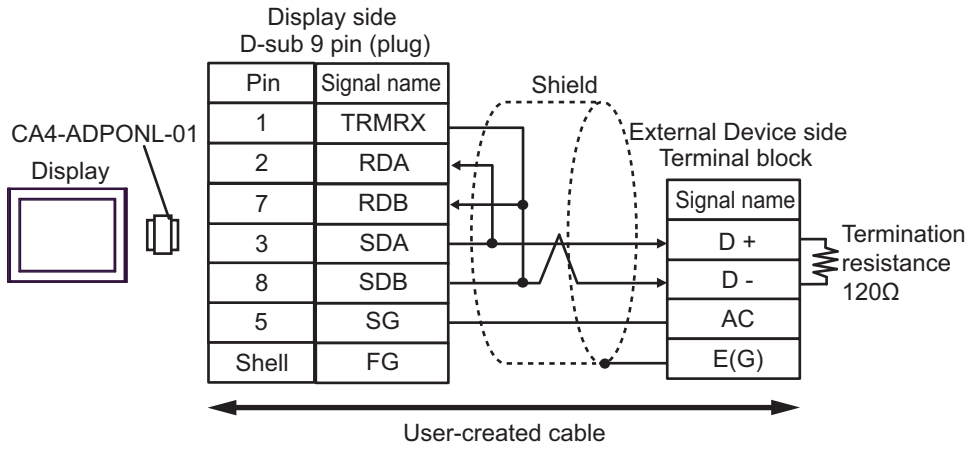 Display side
D-sub 9 pin (plug)
Pin Signal name
1 TRMRX
2 RDA
7 RDB
3 SDA
8 SDB
5 SG
Shell FG
CA4-ADPONL-01
Display
Shield
External Device side
Terminal block
Signal name
D +
D -
AC
E(G)
Termination
resistance
120Ω
User-created cable